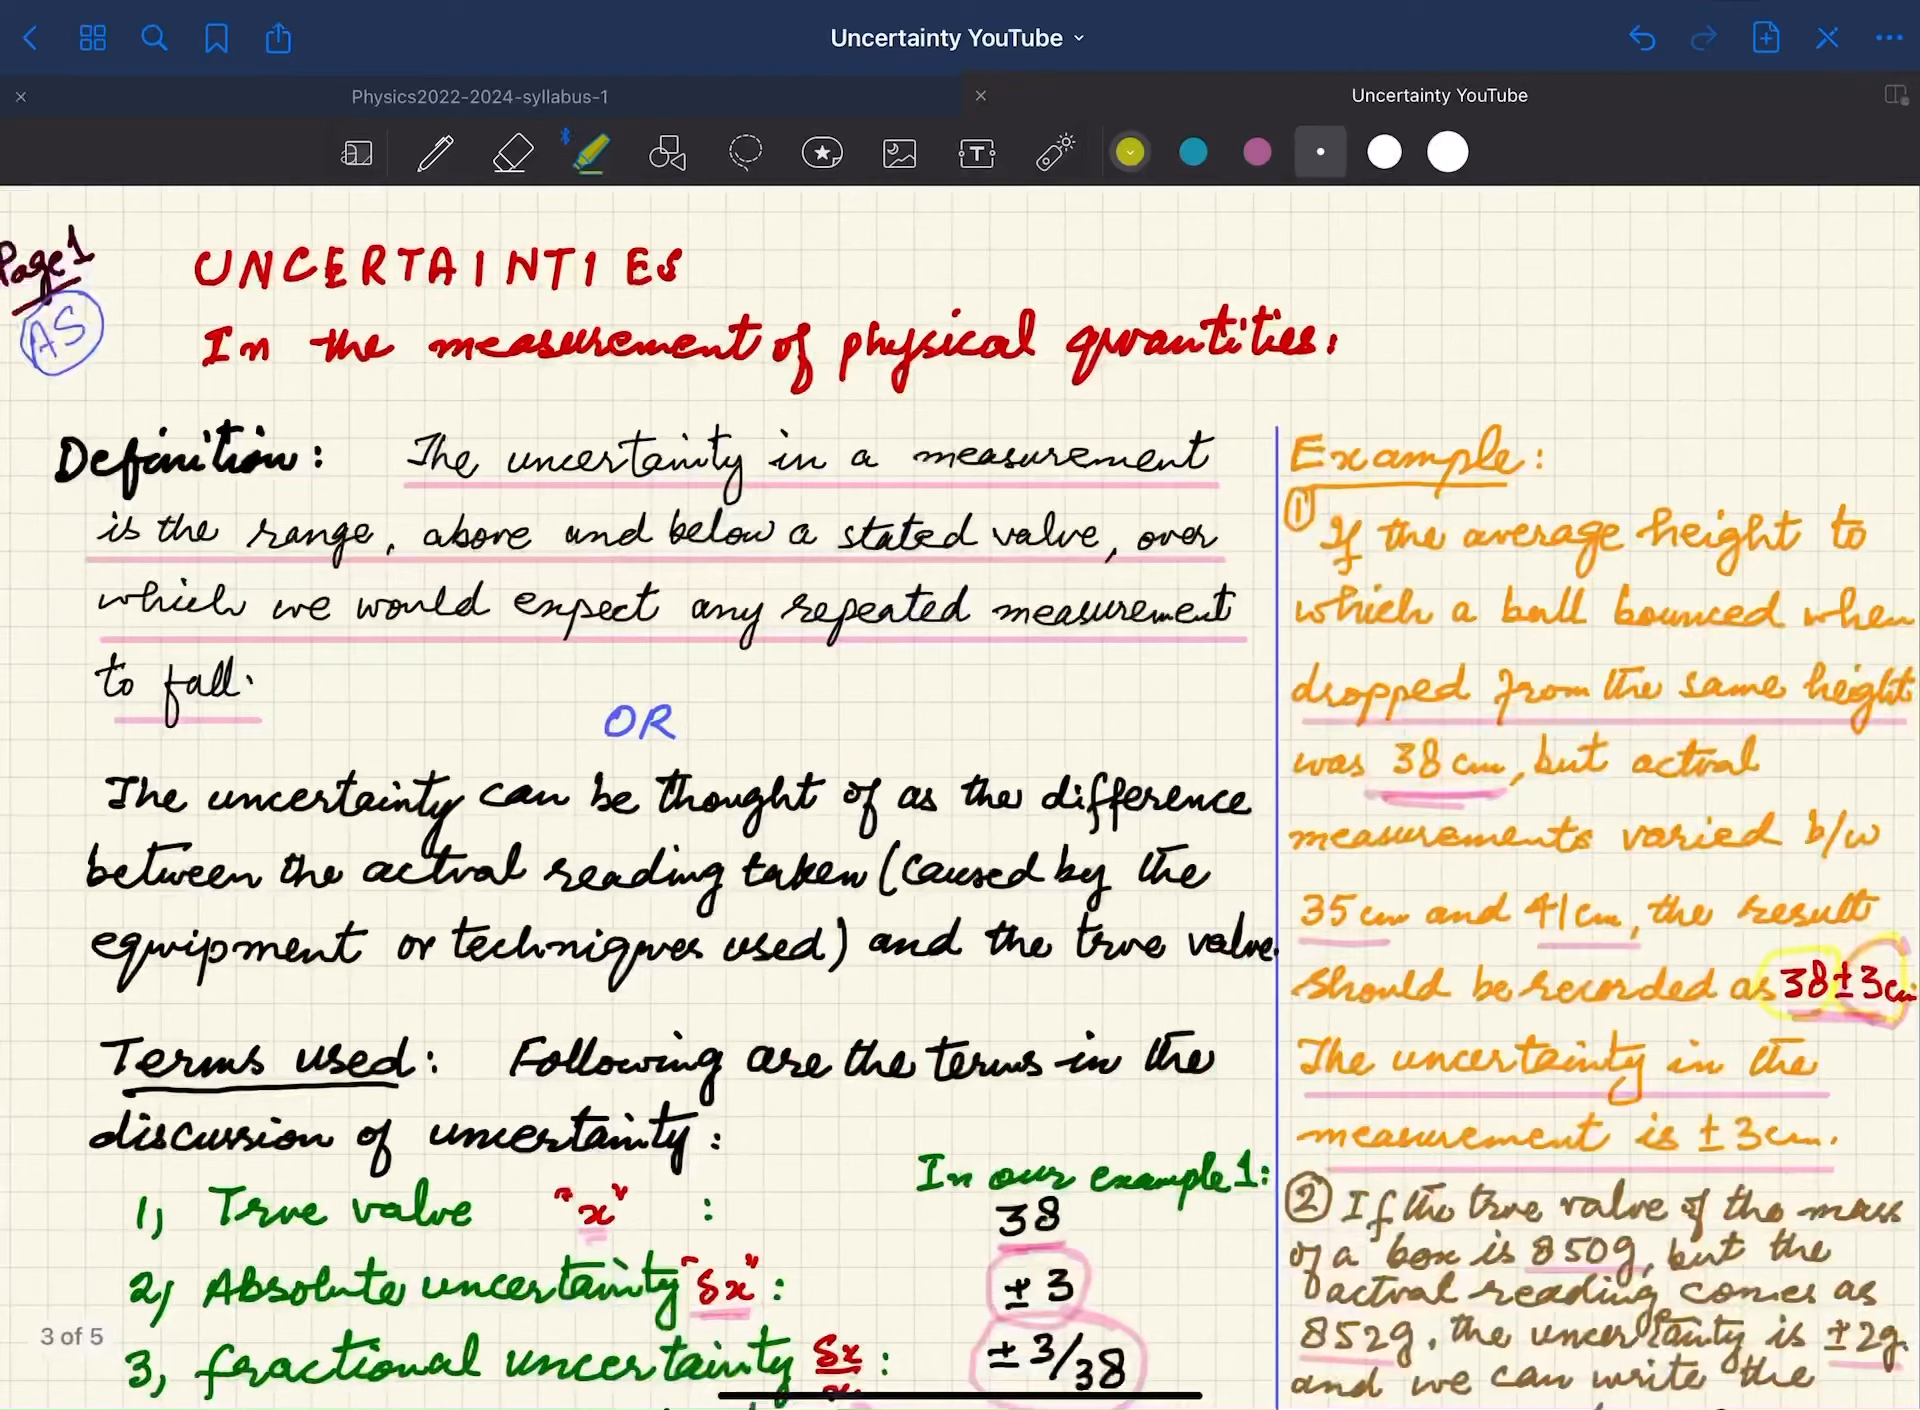 Uncertainty YouTube
Physics2022-2024-syllabus-1
Uncertainty YouTube
Page 1
AS
UNCERTAINTIES
In the measurement of physical quantities:
Definition: The uncertainty in a measurement
is the range, above and below a stated value, over
which we would expect any repeated measurement
to fall.
OR
The uncertainty can be thought of as the difference
between the actual reading taken (caused by the
equipment or techniques used) and the true value.
Terms used: Following are the terms in the
discussion of uncertainty:
In our example 1:
1, True value "x" : 38
2, Absolute uncertainty "δx" : ± 3
3, fractional uncertainty δx/x : ± 3/38
3 of 5
Example:
① If the average height to
which a ball bounced when
dropped from the same height
was 38 cm, but actual
measurements varied b/w
35 cm and 41 cm, the result
should be recorded as 38±3cm
The uncertainty in the
measurement is ± 3cm.
② If the true value of the mass
of a box is 850g, but the
actual reading comes as
852g, the uncertainty is ±2g
and we can write the